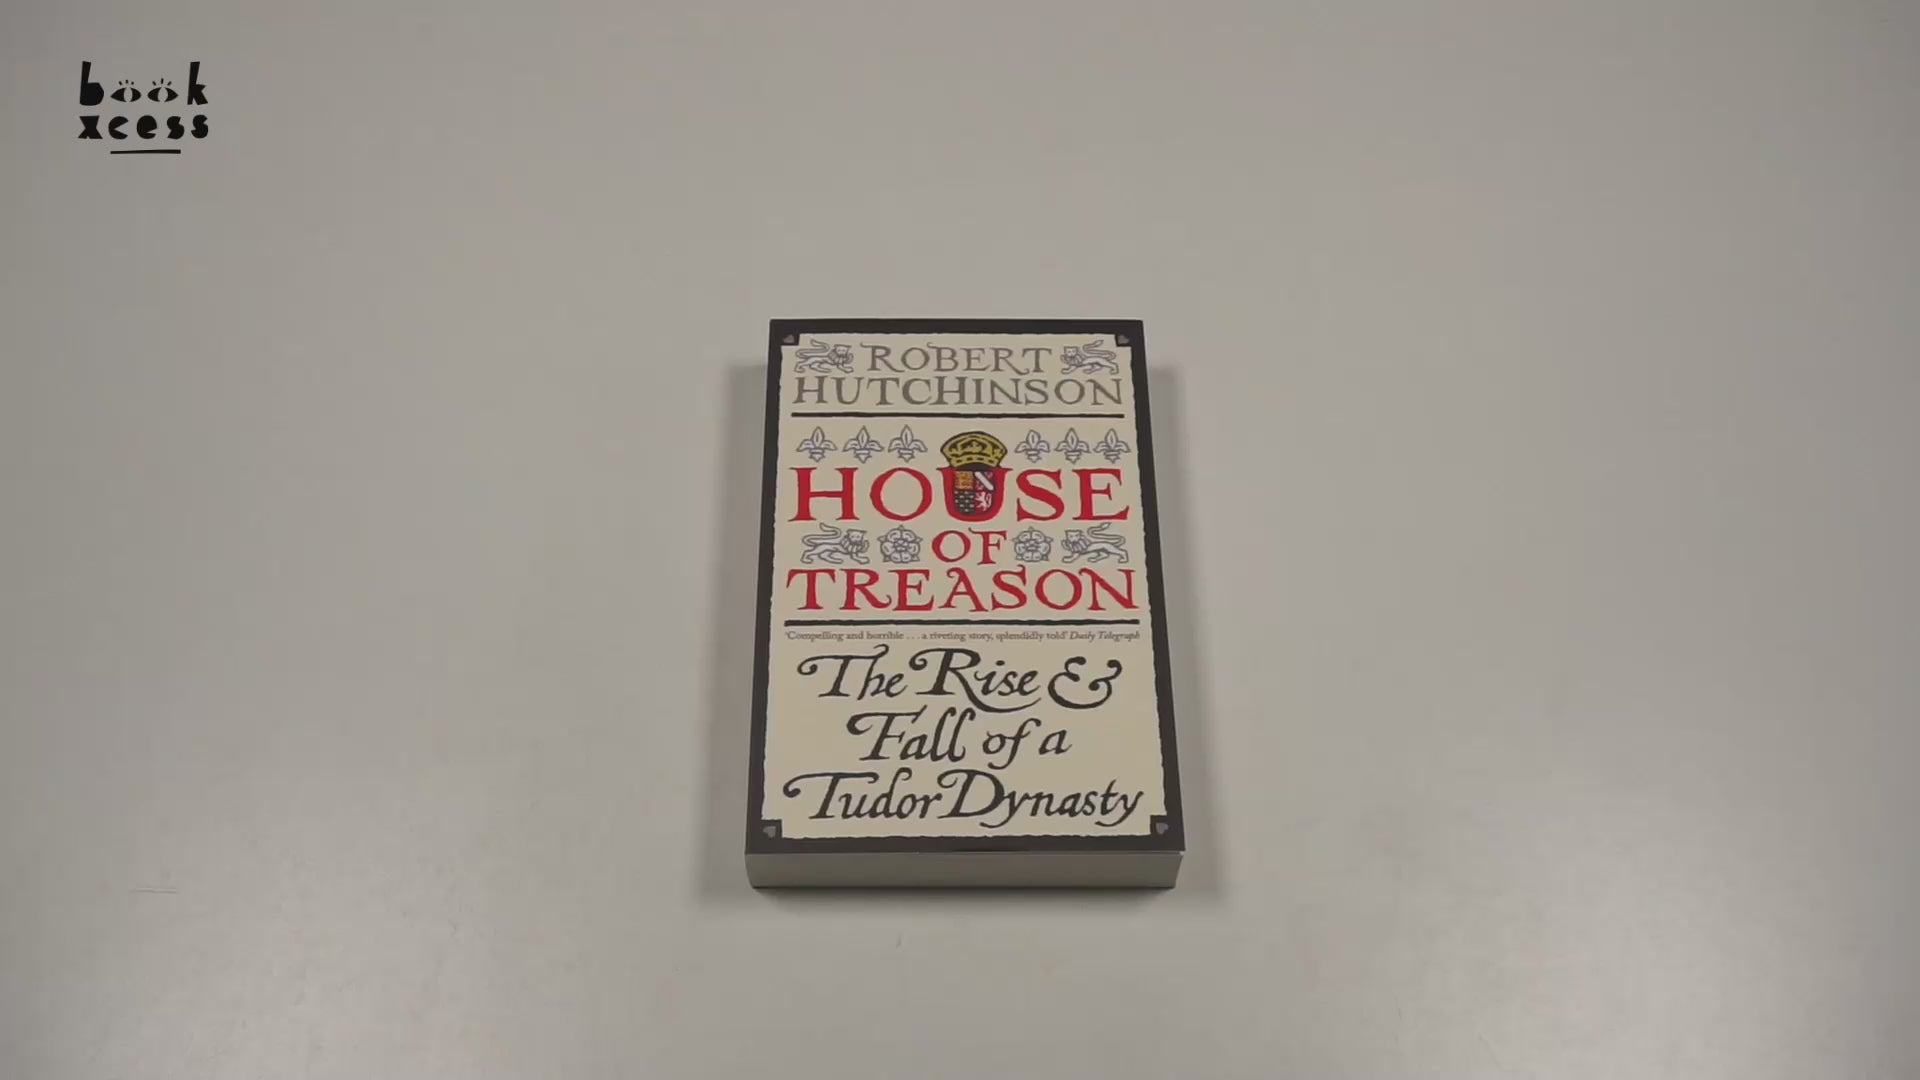 book
xcess
ROBERT
HUTCHINSON
HOUSE
OF
TREASON
'Compelling and horrible . . . a riveting story, splendidly told' Daily Telegraph
The Rise &
Fall of a
Tudor Dynasty